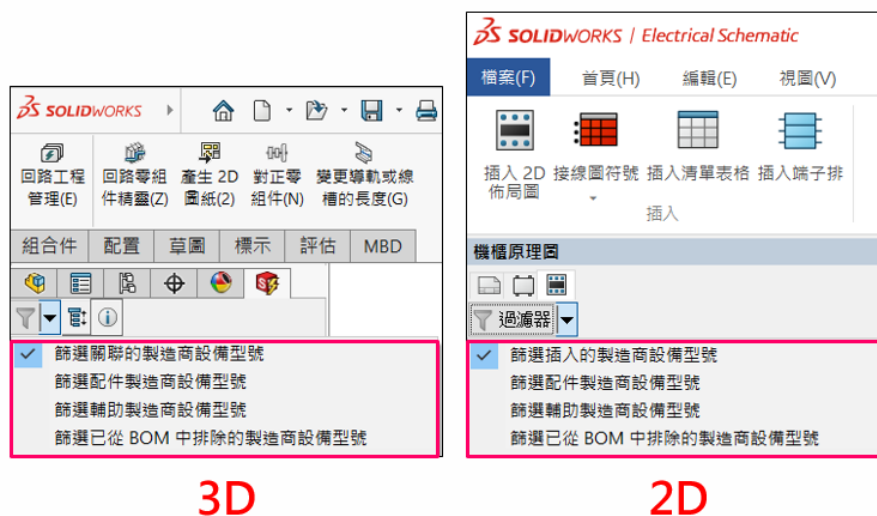 SOLIDWORKS
回路工程管理(E)
回路零組件精靈(Z)
產生 2D 圖紙(2)
對正零組件(N)
變更導軌或線槽的長度(G)
組合件 配置 草圖 標示 評估 MBD
篩選關聯的製造商設備型號
篩選配件製造商設備型號
篩選輔助製造商設備型號
篩選已從 BOM 中排除的製造商設備型號
3D
SOLIDWORKS | Electrical Schematic
檔案(F) 首頁(H) 編輯(E) 視圖(V)
插入 2D 佈局圖
接線圖符號
插入清單表格
插入端子排
插入
機櫃原理圖
過濾器
篩選插入的製造商設備型號
篩選配件製造商設備型號
篩選輔助製造商設備型號
篩選已從 BOM 中排除的製造商設備型號
2D